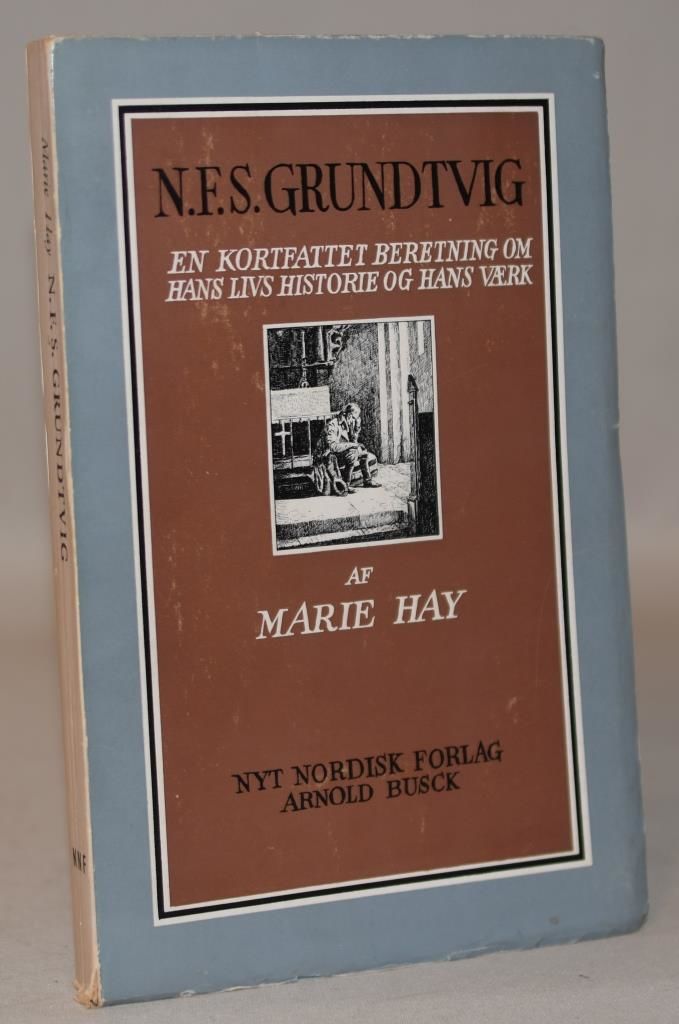 N.F.S. GRUNDTVIG
EN KORTFATTET BERETNING OM
HANS LIVS HISTORIE OG HANS VÆRK
AF
MARIE HAY
NYT NORDISK FORLAG
ARNOLD BUSCK
Marie Hay N. F. S. GRUNDTVIG
NNF